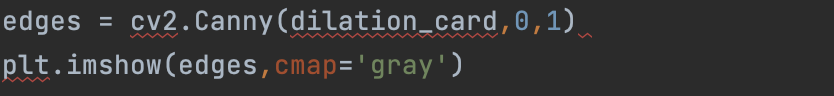 edges = cv2.Canny(dilation_card,0,1)
plt.imshow(edges,cmap='gray')